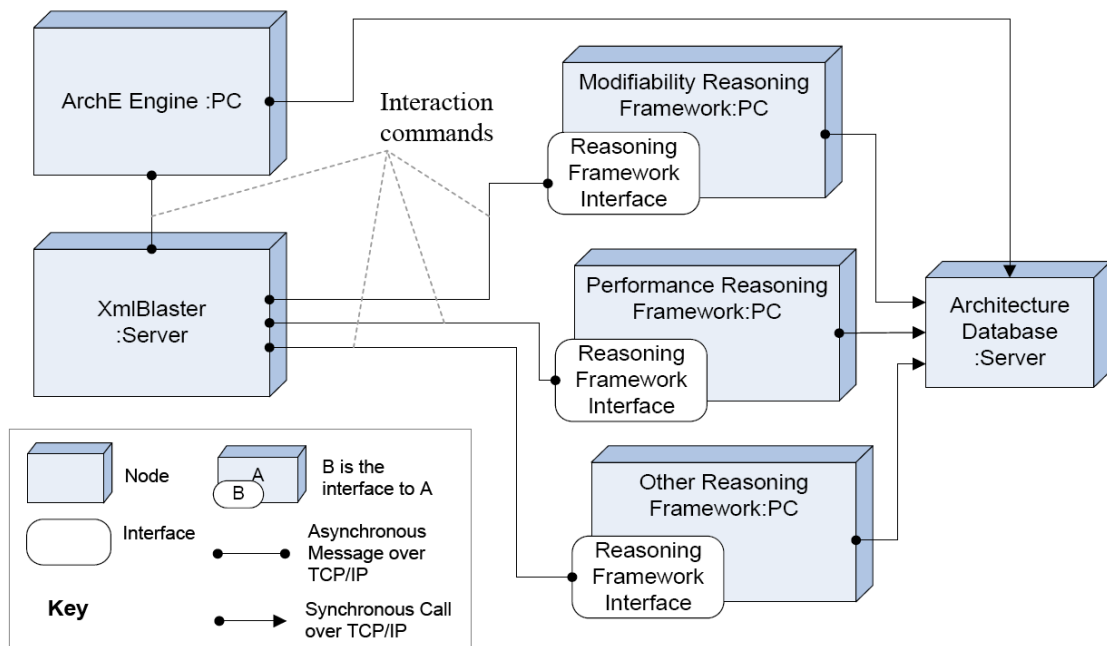 ArchE Engine :PC
Interaction
commands
Modifiability Reasoning
Framework:PC
Reasoning
Framework
Interface
XmlBlaster
:Server
Performance Reasoning
Framework:PC
Reasoning
Framework
Interface
Architecture
Database
:Server
Other Reasoning
Framework:PC
Reasoning
Framework
Interface
Node
A
B
B is the
interface to A
Interface
Asynchronous
Message over
TCP/IP
Key
Synchronous Call
over TCP/IP